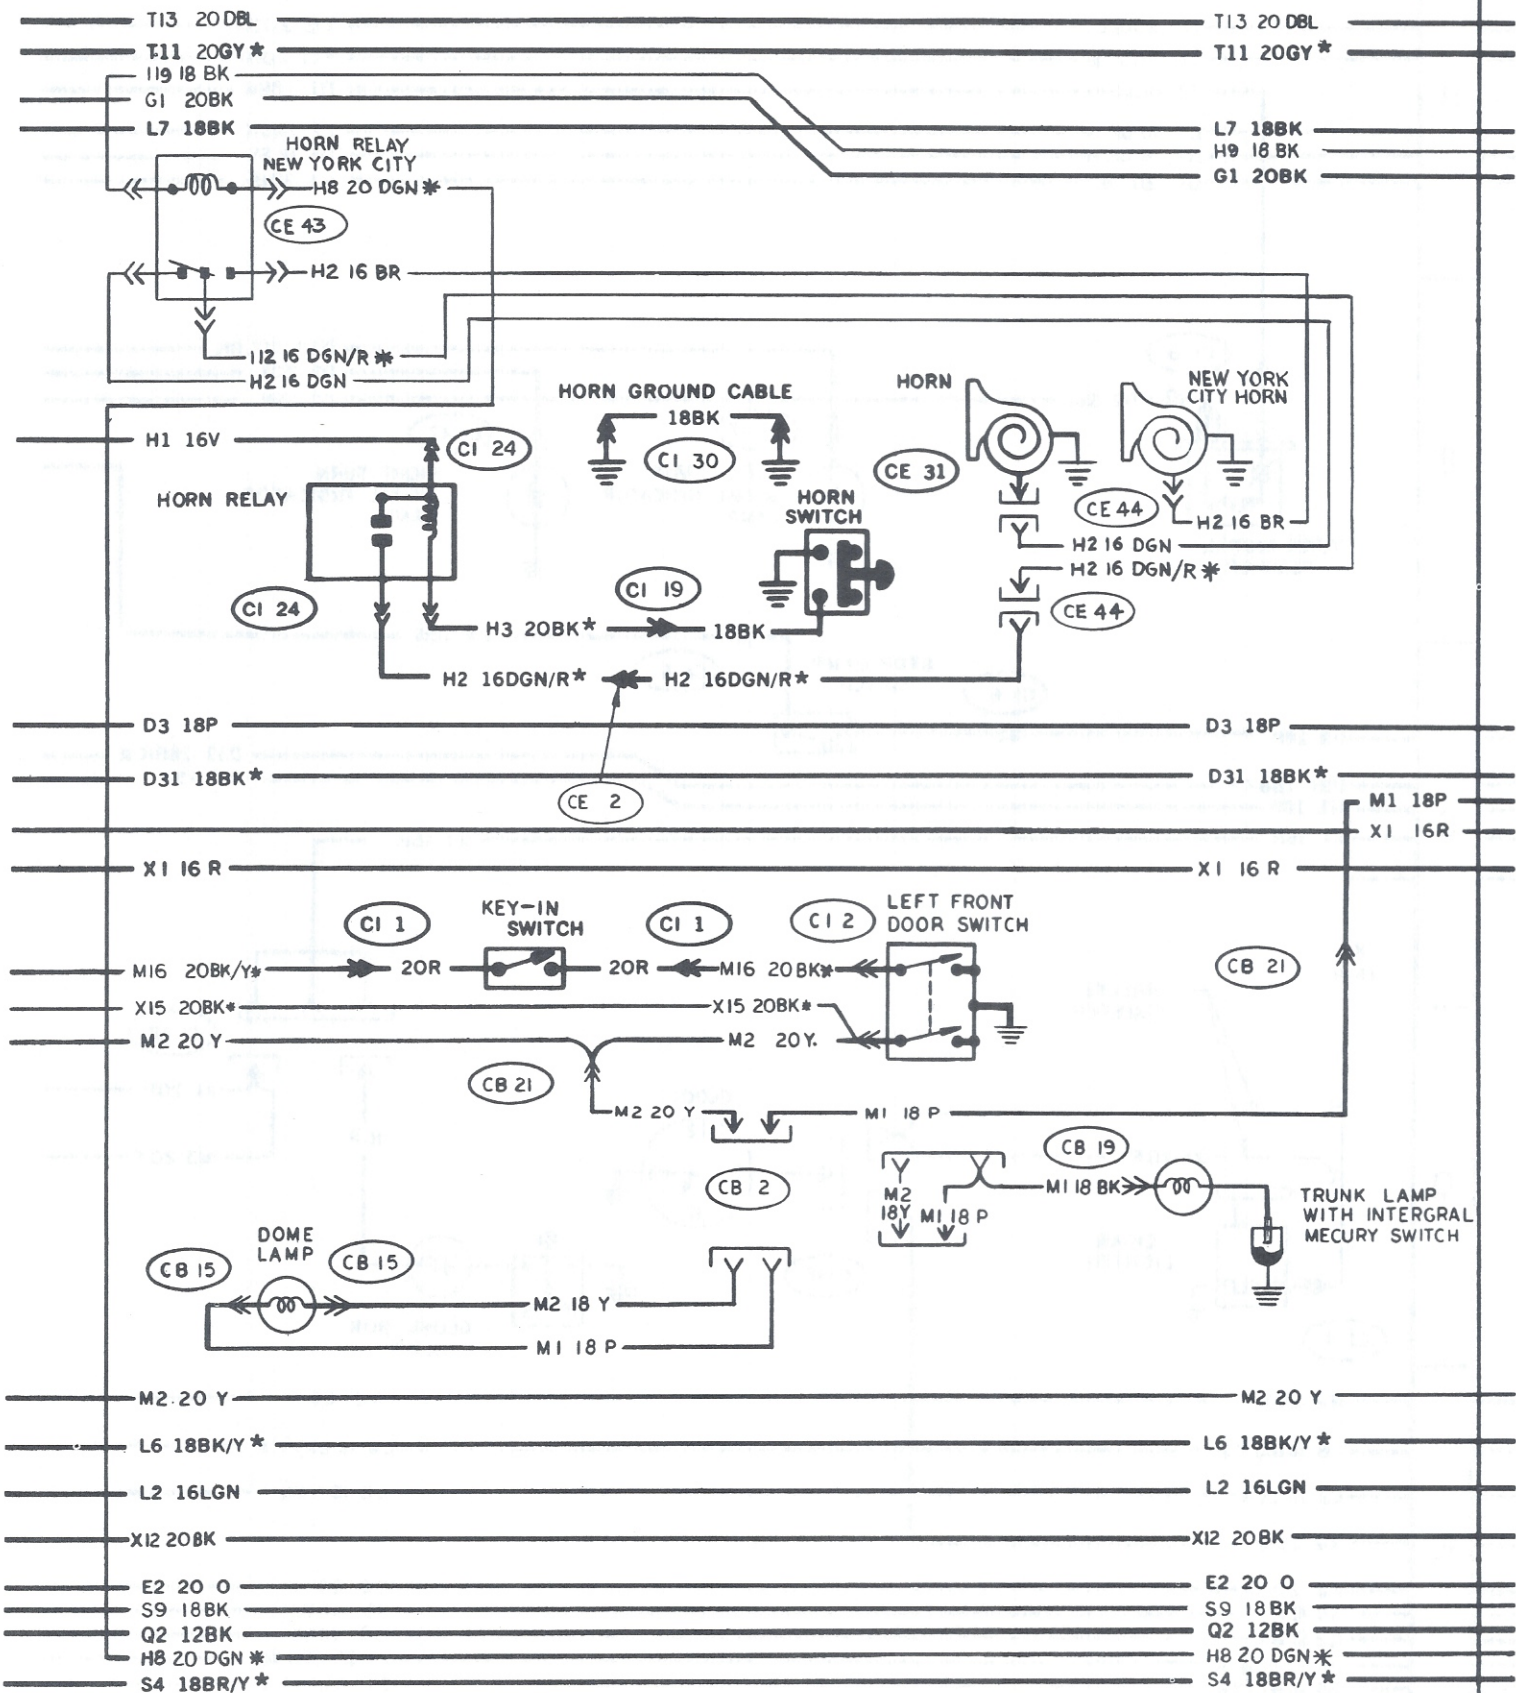 T13 20 DBL T13 20 DBL
T11 20GY* T11 20GY*
I19 18 BK
G1 20BK
L7 18BK L7 18BK
H9 18 BK
G1 20BK
HORN RELAY
NEW YORK CITY
H8 20 DGN*
CE 43
H2 16 BR
I12 16 DGN/R*
H2 16 DGN
HORN GROUND CABLE
18BK
HORN
NEW YORK
CITY HORN
H1 16V
CI 24
CI 30
CE 31
HORN RELAY
HORN
SWITCH
CE 44
H2 16 BR
H2 16 DGN
H2 16 DGN/R*
CI 24
CI 19
CE 44
H3 20BK*
18BK
H2 16DGN/R* H2 16DGN/R*
D3 18P D3 18P
D31 18BK* D31 18BK*
CE 2
M1 18P
X1 16R
X1 16 R X1 16 R
KEY-IN
SWITCH
CI 1 CI 1 CI 2
LEFT FRONT
DOOR SWITCH
M16 20BK/Y* 20R 20R M16 20BK*
CB 21
X15 20BK* X15 20BK*
M2 20 Y M2 20Y.
CB 21
M2 20 Y M1 18 P
CB 19
CB 2
M2
18Y M1 18 P
M1 18 BK
TRUNK LAMP
WITH INTERGRAL
MECURY SWITCH
DOME
LAMP
CB 15 CB 15
M2 18 Y
M1 18 P
M2 20 Y M2 20 Y
L6 18BK/Y* L6 18BK/Y*
L2 16LGN L2 16LGN
X12 20BK X12 20BK
E2 20 O E2 20 O
S9 18BK S9 18BK
Q2 12BK Q2 12BK
H8 20 DGN* H8 20 DGN*
S4 18BR/Y* S4 18BR/Y*